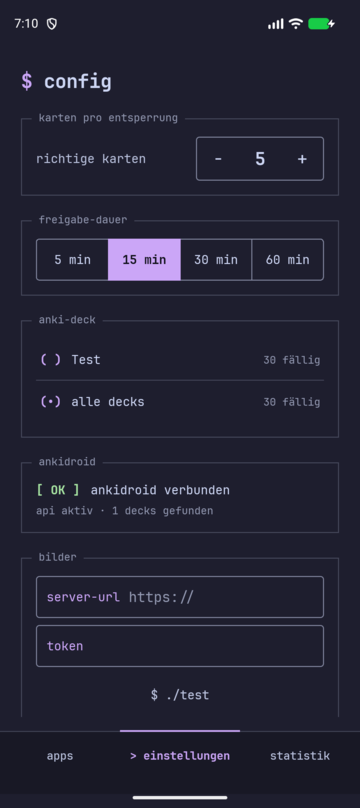 7:10
$ config
karten pro entsperrung
richtige karten - 5 +
freigabe-dauer
5 min 15 min 30 min 60 min
anki-deck
( ) Test 30 fällig
(•) alle decks 30 fällig
ankidroid
[ OK ] ankidroid verbunden
api aktiv · 1 decks gefunden
bilder
server-url https://
token
$ ./test
apps > einstellungen statistik